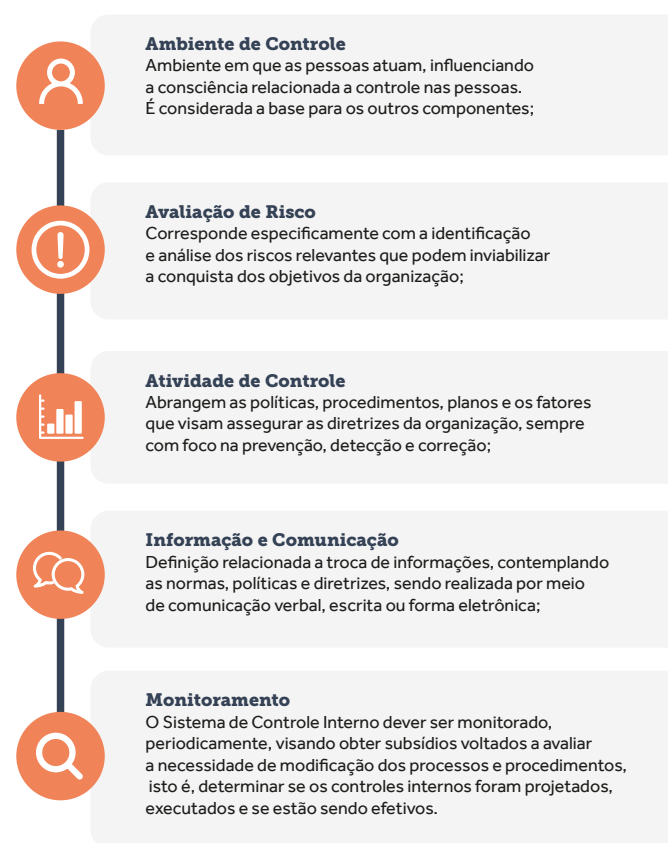 Ambiente de Controle
Ambiente em que as pessoas atuam, influenciando
a consciência relacionada a controle nas pessoas.
É considerada a base para os outros componentes;
Avaliação de Risco
Corresponde especificamente com a identificação
e análise dos riscos relevantes que podem inviabilizar
a conquista dos objetivos da organização;
Atividade de Controle
Abrangem as políticas, procedimentos, planos e os fatores
que visam assegurar as diretrizes da organização, sempre
com foco na prevenção, detecção e correção;
Informação e Comunicação
Definição relacionada a troca de informações, contemplando
as normas, políticas e diretrizes, sendo realizada por meio
de comunicação verbal, escrita ou forma eletrônica;
Monitoramento
O Sistema de Controle Interno dever ser monitorado,
periodicamente, visando obter subsídios voltados a avaliar
a necessidade de modificação dos processos e procedimentos,
isto é, determinar se os controles internos foram projetados,
executados e se estão sendo efetivos.